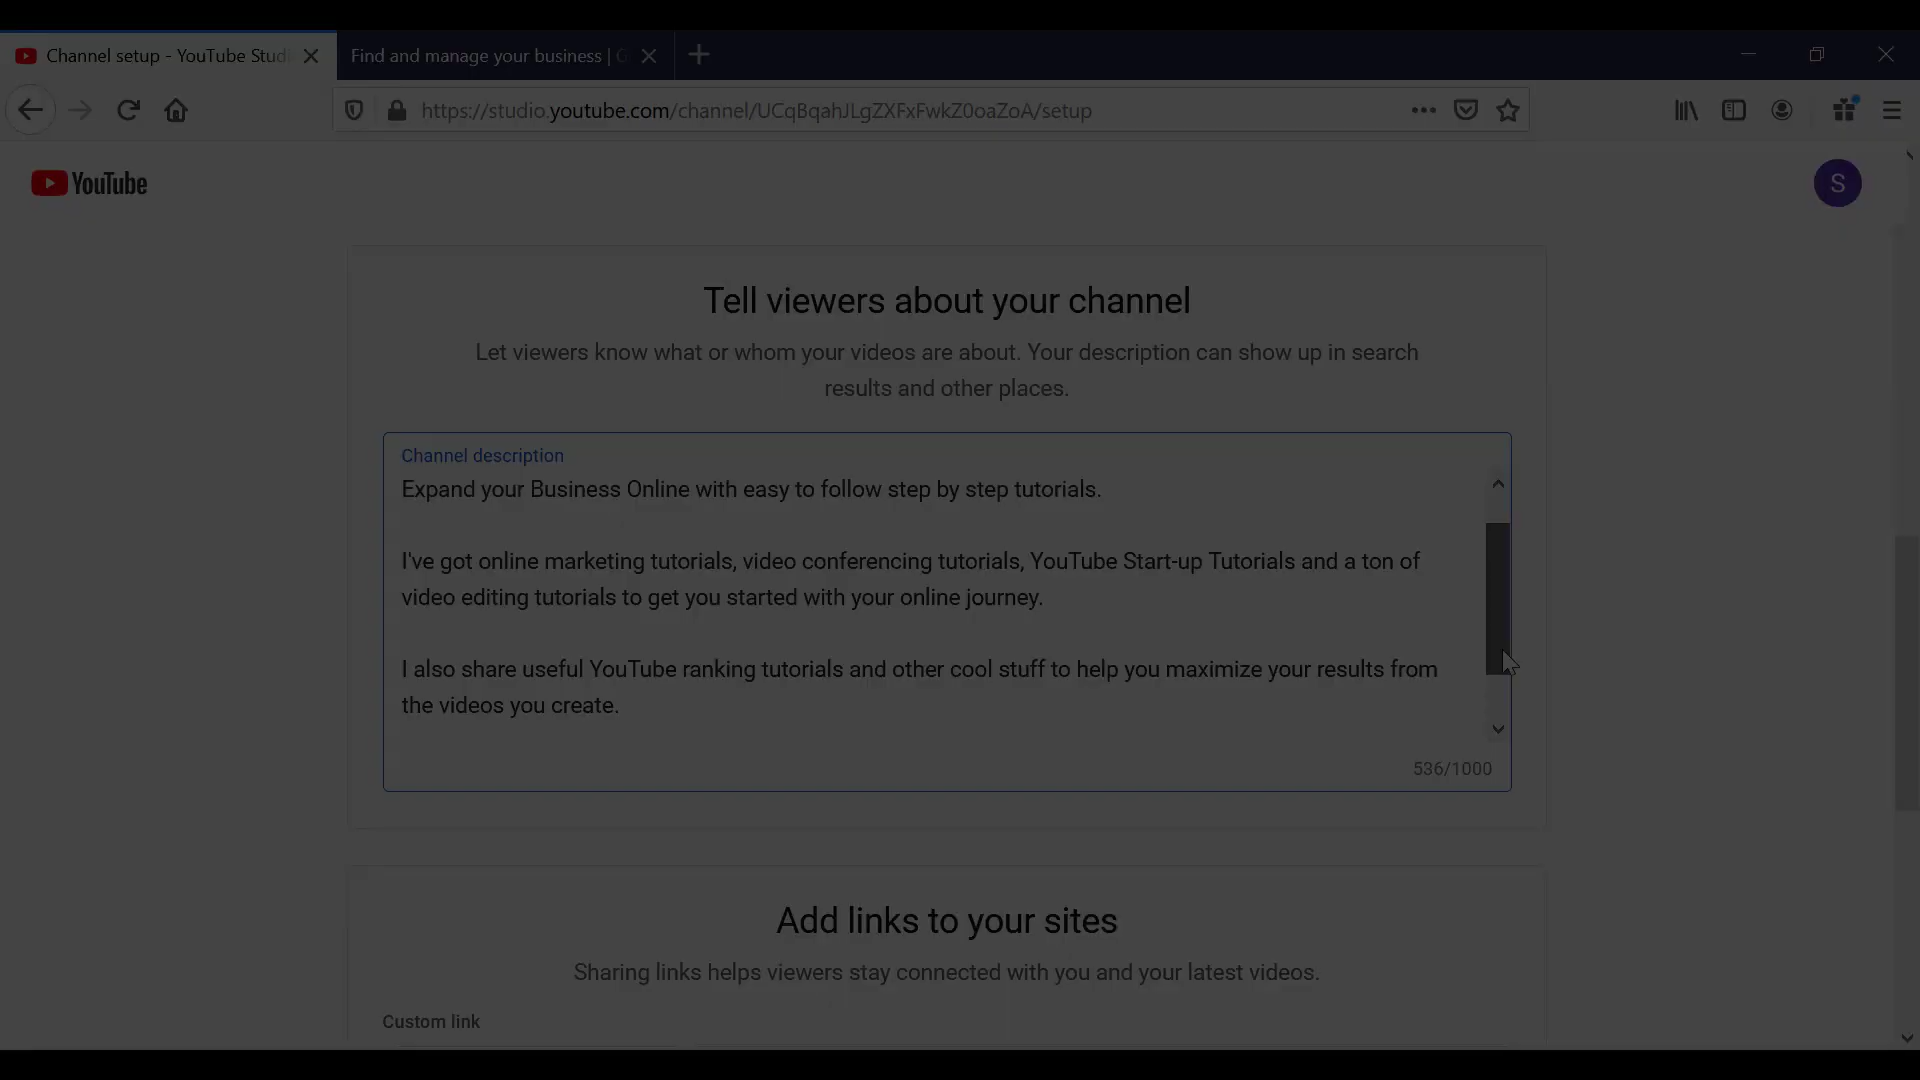 Channel setup - YouTube Studi
Find and manage your business | G
https://studio.youtube.com/channel/UCqBqahJLgZXFxFwkZ0oaZoA/setup
YouTube
S
Tell viewers about your channel
Let viewers know what or whom your videos are about. Your description can show up in search
results and other places.
Channel description
Expand your Business Online with easy to follow step by step tutorials.
I've got online marketing tutorials, video conferencing tutorials, YouTube Start-up Tutorials and a ton of
video editing tutorials to get you started with your online journey.
I also share useful YouTube ranking tutorials and other cool stuff to help you maximize your results from
the videos you create.
536/1000
Add links to your sites
Sharing links helps viewers stay connected with you and your latest videos.
Custom link